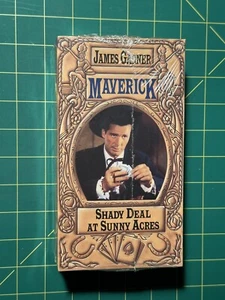 JAMES GARNER
MAVERICK
SHADY DEAL
AT SUNNY ACRES